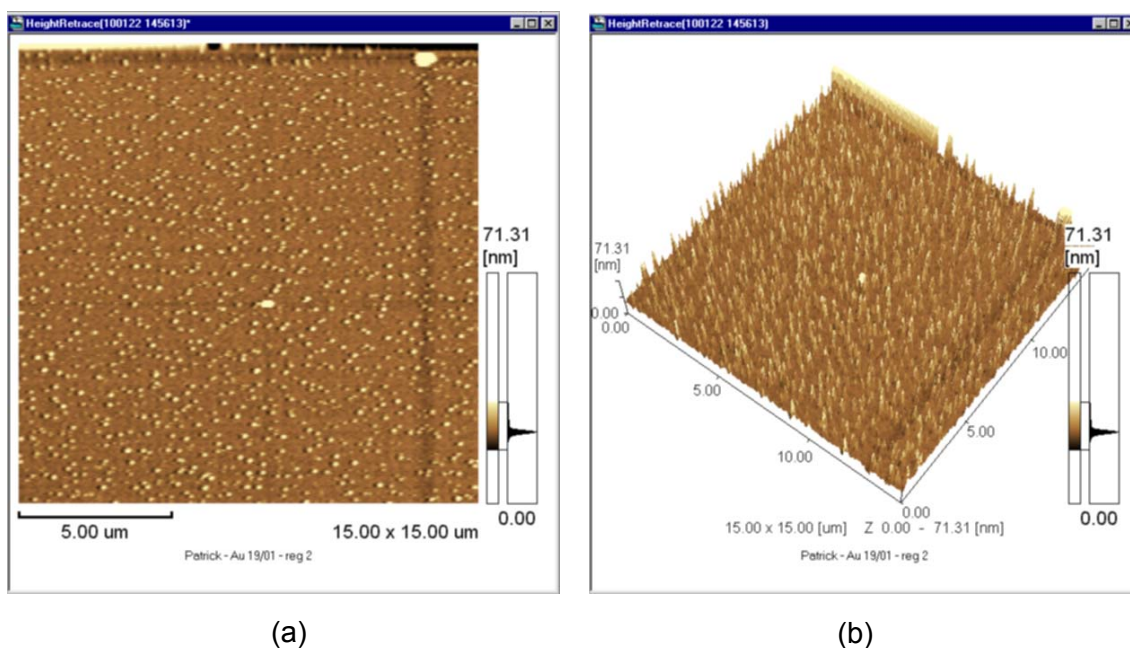 HeightRetrace(100122 145613)*
71.31
[nm]
0.00
5.00 um
15.00 x 15.00 um
Patrick - Au 19/01 - reg 2
(a)
HeightRetrace(100122 145613)
71.31
[nm]
71.31
[nm]
0.00
0.00
5.00
10.00
10.00
5.00
0.00
0.00
15.00 x 15.00 [um] Z 0.00 - 71.31 [nm]
Patrick - Au 19/01 - reg 2
(b)